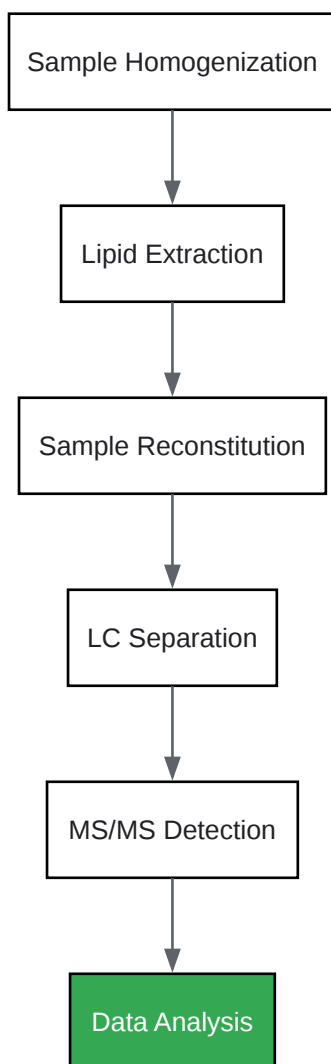 Sample Homogenization
Lipid Extraction
Sample Reconstitution
LC Separation
MS/MS Detection
Data Analysis